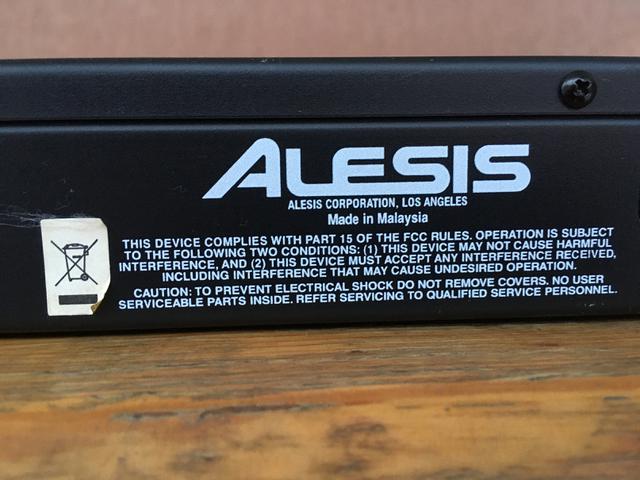 ALESIS
ALESIS CORPORATION, LOS ANGELES
Made in Malaysia
THIS DEVICE COMPLIES WITH PART 15 OF THE FCC RULES. OPERATION IS SUBJECT
TO THE FOLLOWING TWO CONDITIONS: (1) THIS DEVICE MAY NOT CAUSE HARMFUL
INTERFERENCE, AND (2) THIS DEVICE MUST ACCEPT ANY INTERFERENCE RECEIVED,
INCLUDING INTERFERENCE THAT MAY CAUSE UNDESIRED OPERATION.
CAUTION: TO PREVENT ELECTRICAL SHOCK DO NOT REMOVE COVERS. NO USER
SERVICEABLE PARTS INSIDE. REFER SERVICING TO QUALIFIED SERVICE PERSONNEL.